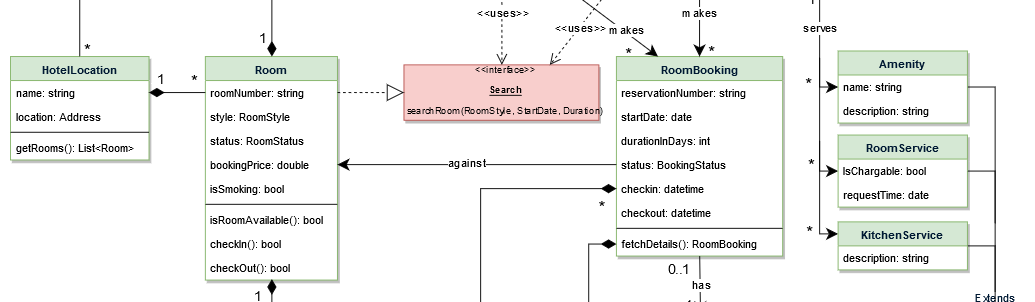 <<uses>>
makes
<<uses>>
makes
serves
*
1
*
*
HotelLocation
name: string
location: Address
getRooms(): List<Room>
1
*
Room
roomNumber: string
style: RoomStyle
status: RoomStatus
bookingPrice: double
isSmoking: bool
isRoomAvailable(): bool
checkIn(): bool
checkOut(): bool
1
<<interface>>
Search
searchRoom(RoomStyle, StartDate, Duration)
against
RoomBooking
reservationNumber: string
startDate: date
durationInDays: int
status: BookingStatus
checkin: datetime
checkout: datetime
fetchDetails(): RoomBooking
*
0..1
has
*
Amenity
name: string
description: string
*
RoomService
IsChargable: bool
requestTime: date
*
KitchenService
description: string
Extends